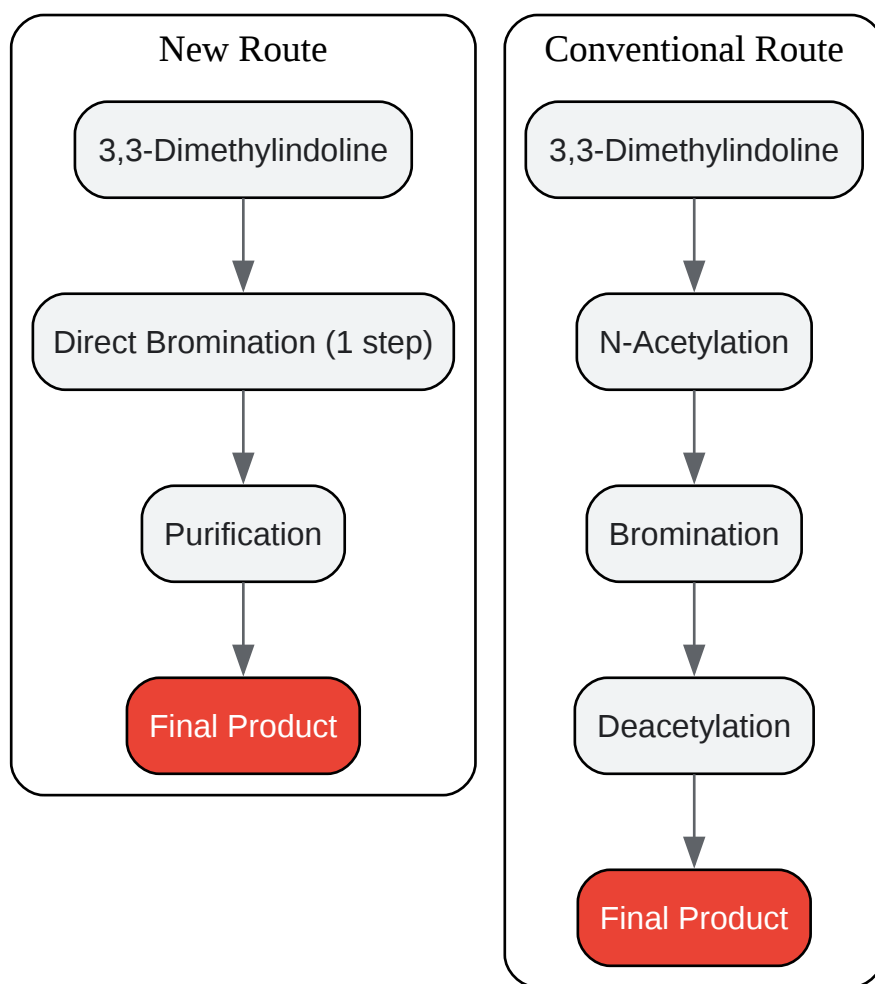 New Route
3,3-Dimethylindoline
Direct Bromination (1 step)
Purification
Final Product
Conventional Route
3,3-Dimethylindoline
N-Acetylation
Bromination
Deacetylation
Final Product